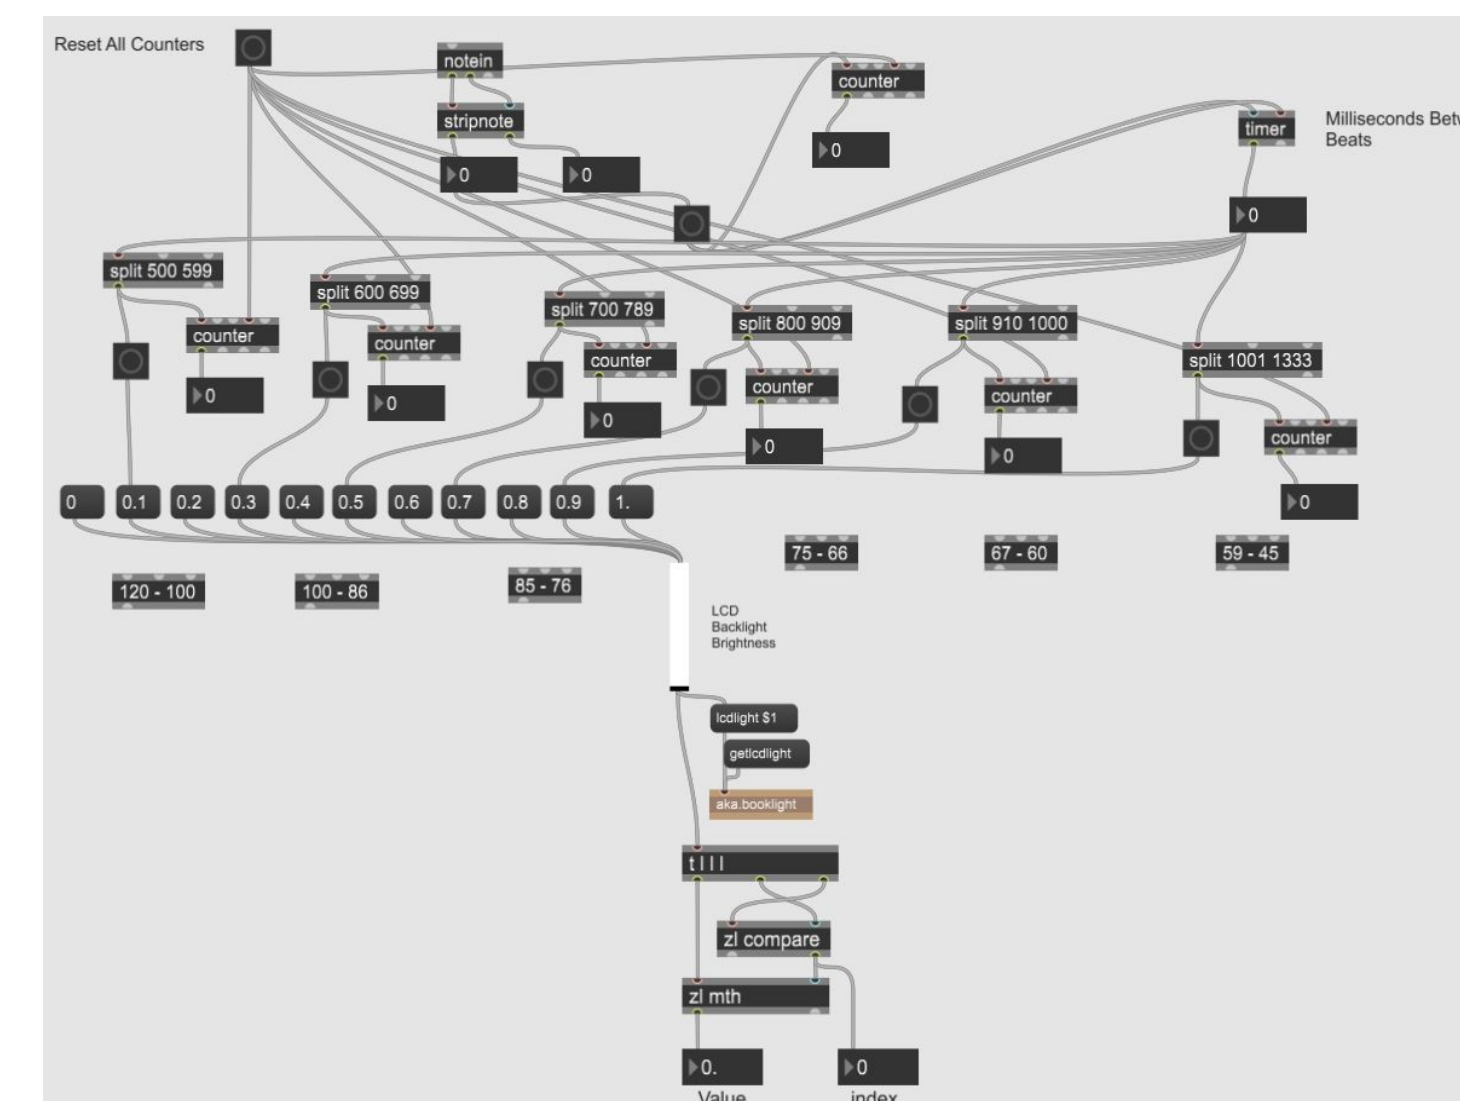 Reset All Counters
notein
counter
stripnote
timer
Milliseconds Betw
Beats
0
0
0
0
split 500 599
split 600 699
split 700 789
split 800 909
split 910 1000
split 1001 1333
counter
counter
counter
counter
counter
counter
0
0
0
0
0
0
0
0.1
0.2
0.3
0.4
0.5
0.6
0.7
0.8
0.9
1.
75 - 66
67 - 60
59 - 45
120 - 100
100 - 86
85 - 76
LCD
Backlight
Brightness
lcdlight $1
getlcdlight
aka.booklight
t l l l
zl compare
zl mth
0.
0
Value
index